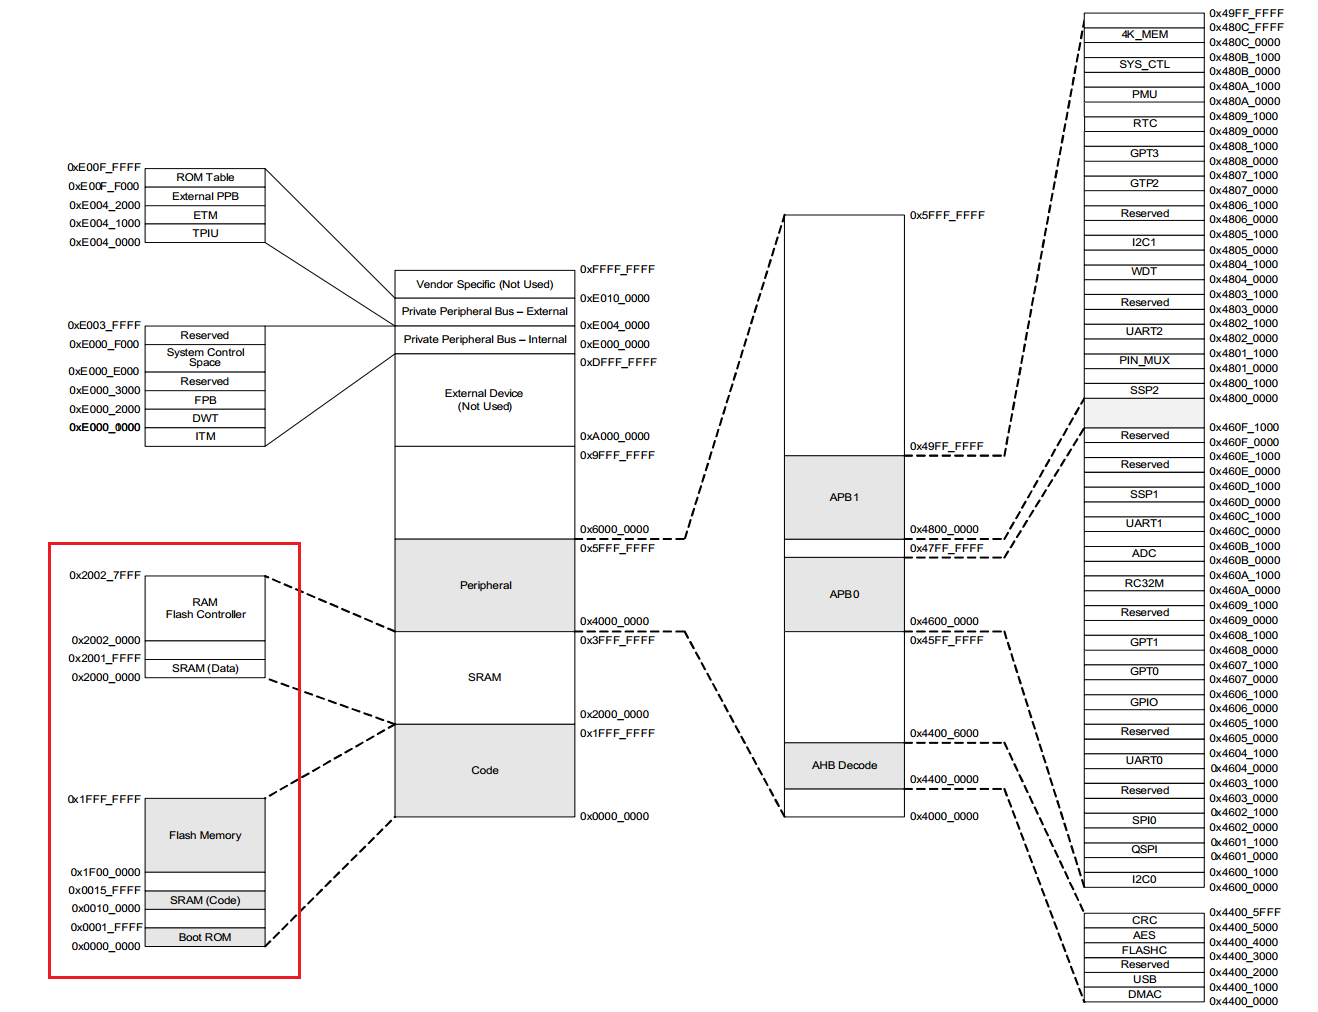 0xE00F_FFFF
ROM Table
0xE00F_F000
External PPB
0xE004_2000
ETM
0xE004_1000
TPIU
0xE004_0000
0xE003_FFFF
Reserved
0xE000_F000
System Control
Space
0xE000_E000
Reserved
0xE000_3000
FPB
0xE000_2000
DWT
ITM
0x2002_7FFF
RAM
Flash Controller
0x2002_0000
0x2001_FFFF
SRAM (Data)
0x2000_0000
0x1FFF_FFFF
Flash Memory
0x1F00_0000
0x0015_FFFF
SRAM (Code)
0x0010_0000
0x0001_FFFF
Boot ROM
0x0000_0000
0xFFFF_FFFF
Vendor Specific (Not Used)
0xE010_0000
Private Peripheral Bus – External
0xE004_0000
Private Peripheral Bus – Internal
0xE000_0000
0xDFFF_FFFF
External Device
(Not Used)
0xA000_0000
0x9FFF_FFFF
0x6000_0000
0x5FFF_FFFF
Peripheral
0x4000_0000
0x3FFF_FFFF
SRAM
0x2000_0000
0x1FFF_FFFF
Code
0x0000_0000
0x5FFF_FFFF
0x49FF_FFFF
APB1
0x4800_0000
0x47FF_FFFF
APB0
0x4600_0000
0x45FF_FFFF
0x4400_6000
AHB Decode
0x4400_0000
0x4000_0000
0x49FF_FFFF
0x480C_FFFF
4K_MEM
0x480C_0000
0x480B_1000
SYS_CTL
0x480B_0000
0x480A_1000
PMU
0x480A_0000
0x4809_1000
RTC
0x4809_0000
0x4808_1000
GPT3
0x4808_0000
0x4807_1000
GTP2
0x4807_0000
0x4806_1000
Reserved
0x4806_0000
0x4805_1000
I2C1
0x4805_0000
0x4804_1000
WDT
0x4804_0000
0x4803_1000
Reserved
0x4803_0000
0x4802_1000
UART2
0x4802_0000
0x4801_1000
PIN_MUX
0x4801_0000
0x4800_1000
SSP2
0x4800_0000
0x460F_1000
Reserved
0x460F_0000
0x460E_1000
Reserved
0x460E_0000
0x460D_1000
SSP1
0x460D_0000
0x460C_1000
UART1
0x460C_0000
0x460B_1000
ADC
0x460B_0000
0x460A_1000
RC32M
0x460A_0000
0x4609_1000
Reserved
0x4609_0000
0x4608_1000
GPT1
0x4608_0000
0x4607_1000
GPT0
0x4607_0000
0x4606_1000
GPIO
0x4606_0000
0x4605_1000
Reserved
0x4605_0000
0x4604_1000
UART0
0x4604_0000
0x4603_1000
Reserved
0x4603_0000
0x4602_1000
SPI0
0x4602_0000
0x4601_1000
QSPI
0x4601_0000
0x4600_1000
I2C0
0x4600_0000
0x4400_5FFF
CRC
0x4400_5000
AES
0x4400_4000
FLASHC
0x4400_3000
Reserved
0x4400_2000
USB
0x4400_1000
DMAC
0x4400_0000